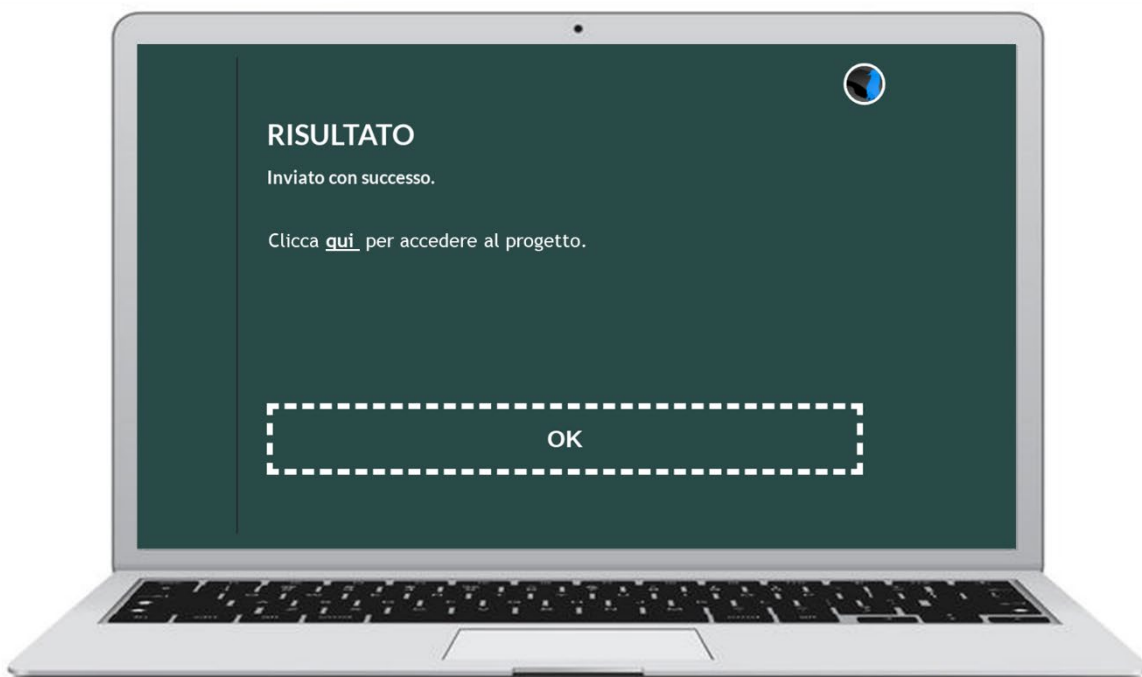 RISULTATO
Inviato con successo.
Clicca qui per accedere al progetto.
OK